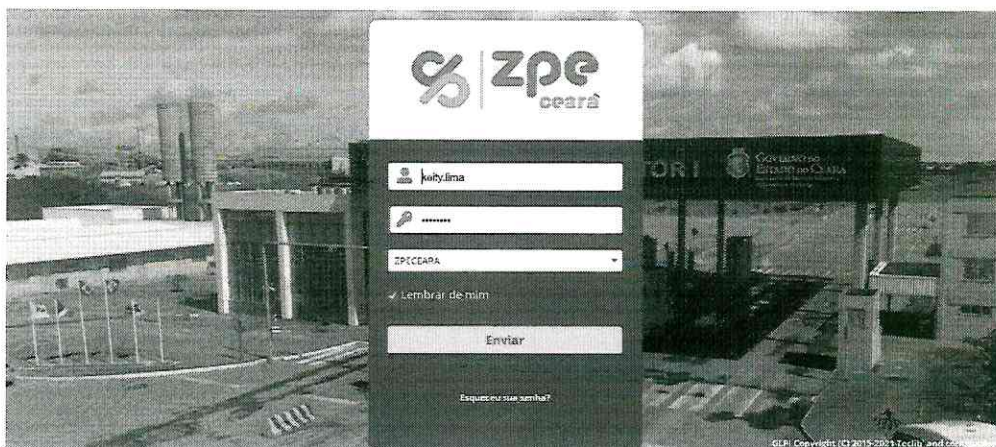 zpe
ceará
keity.lima
ZPECEARA
Lembrar de mim
Enviar
Esqueceu sua senha?
TOR I
GOVERNO DO
ESTADO DO CEARÁ
GLPI Copyright (C) 2015-2021 Teclib' and contributors